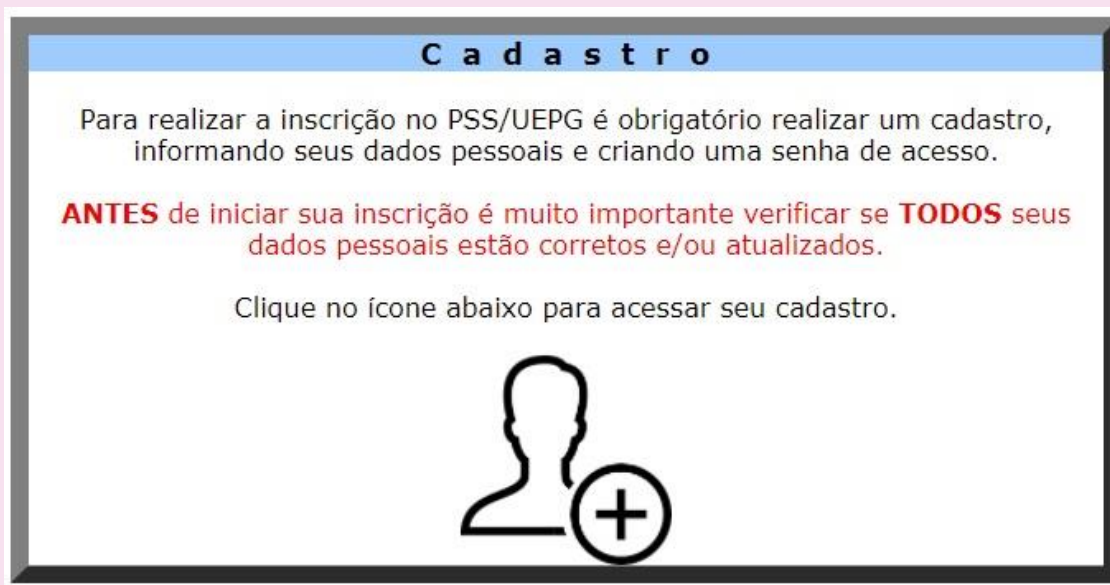 Cadastro
Para realizar a inscrição no PSS/UEPG é obrigatório realizar um cadastro,
informando seus dados pessoais e criando uma senha de acesso.
ANTES de iniciar sua inscrição é muito importante verificar se TODOS seus
dados pessoais estão corretos e/ou atualizados.
Clique no ícone abaixo para acessar seu cadastro.